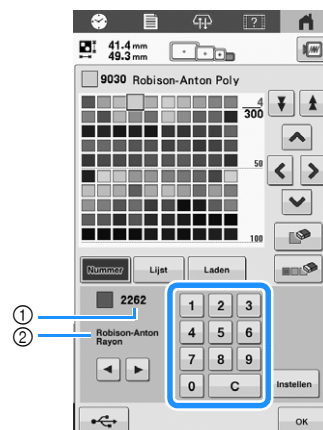 ?
41.4 mm
49.3 mm
9030 Robison-Anton Poly
4
300
50
100
Nummer
Lijst
Laden
1 2262
2 Robison-Anton
Rayon
1 2 3
4 5 6
7 8 9
0 C
Instellen
OK